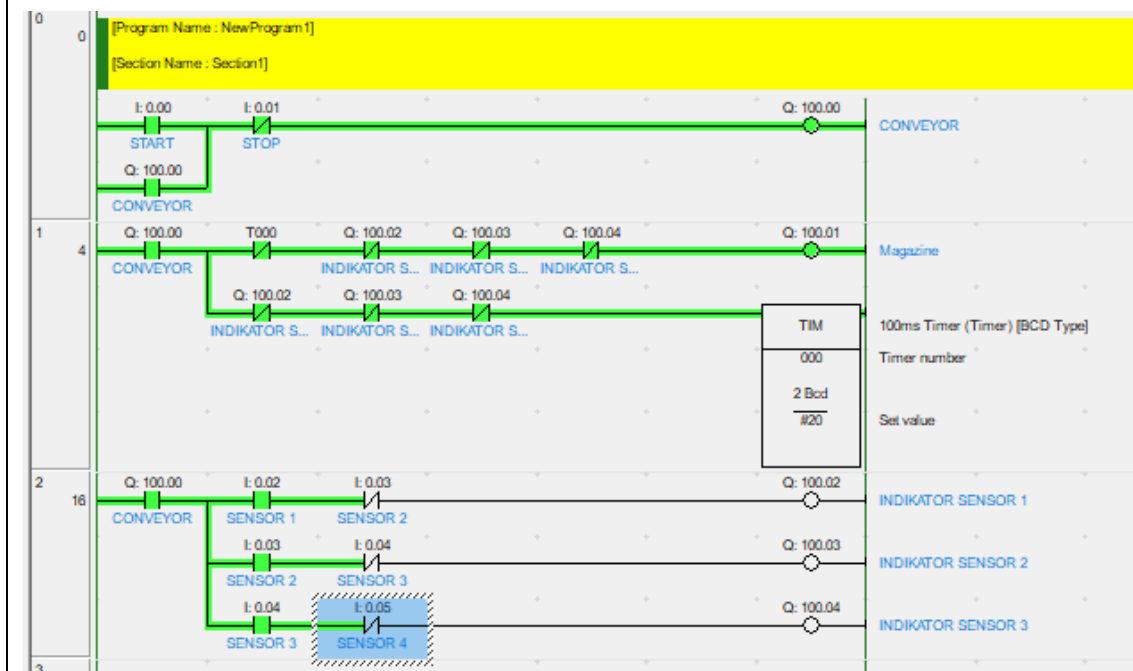 0
0
[Program Name : NewProgram1]
[Section Name : Section1]
I: 0.00 I: 0.01 Q: 100.00
START STOP CONVEYOR
Q: 100.00
CONVEYOR
1 Q: 100.00 T000 Q: 100.02 Q: 100.03 Q: 100.04 Q: 100.01
4 Magazine
CONVEYOR INDIKATOR S... INDIKATOR S... INDIKATOR S...
Q: 100.02 Q: 100.03 Q: 100.04
INDIKATOR S... INDIKATOR S... INDIKATOR S...
TIM 100ms Timer (Timer) [BCD Type]
000 Timer number
2 Bcd
#20 Set value
2 Q: 100.00 I: 0.02 I: 0.03 Q: 100.02
16 INDIKATOR SENSOR 1
CONVEYOR SENSOR 1 SENSOR 2
I: 0.03 I: 0.04 Q: 100.03
INDIKATOR SENSOR 2
SENSOR 2 SENSOR 3
I: 0.04 I: 0.05 Q: 100.04
INDIKATOR SENSOR 3
SENSOR 3 SENSOR 4
3